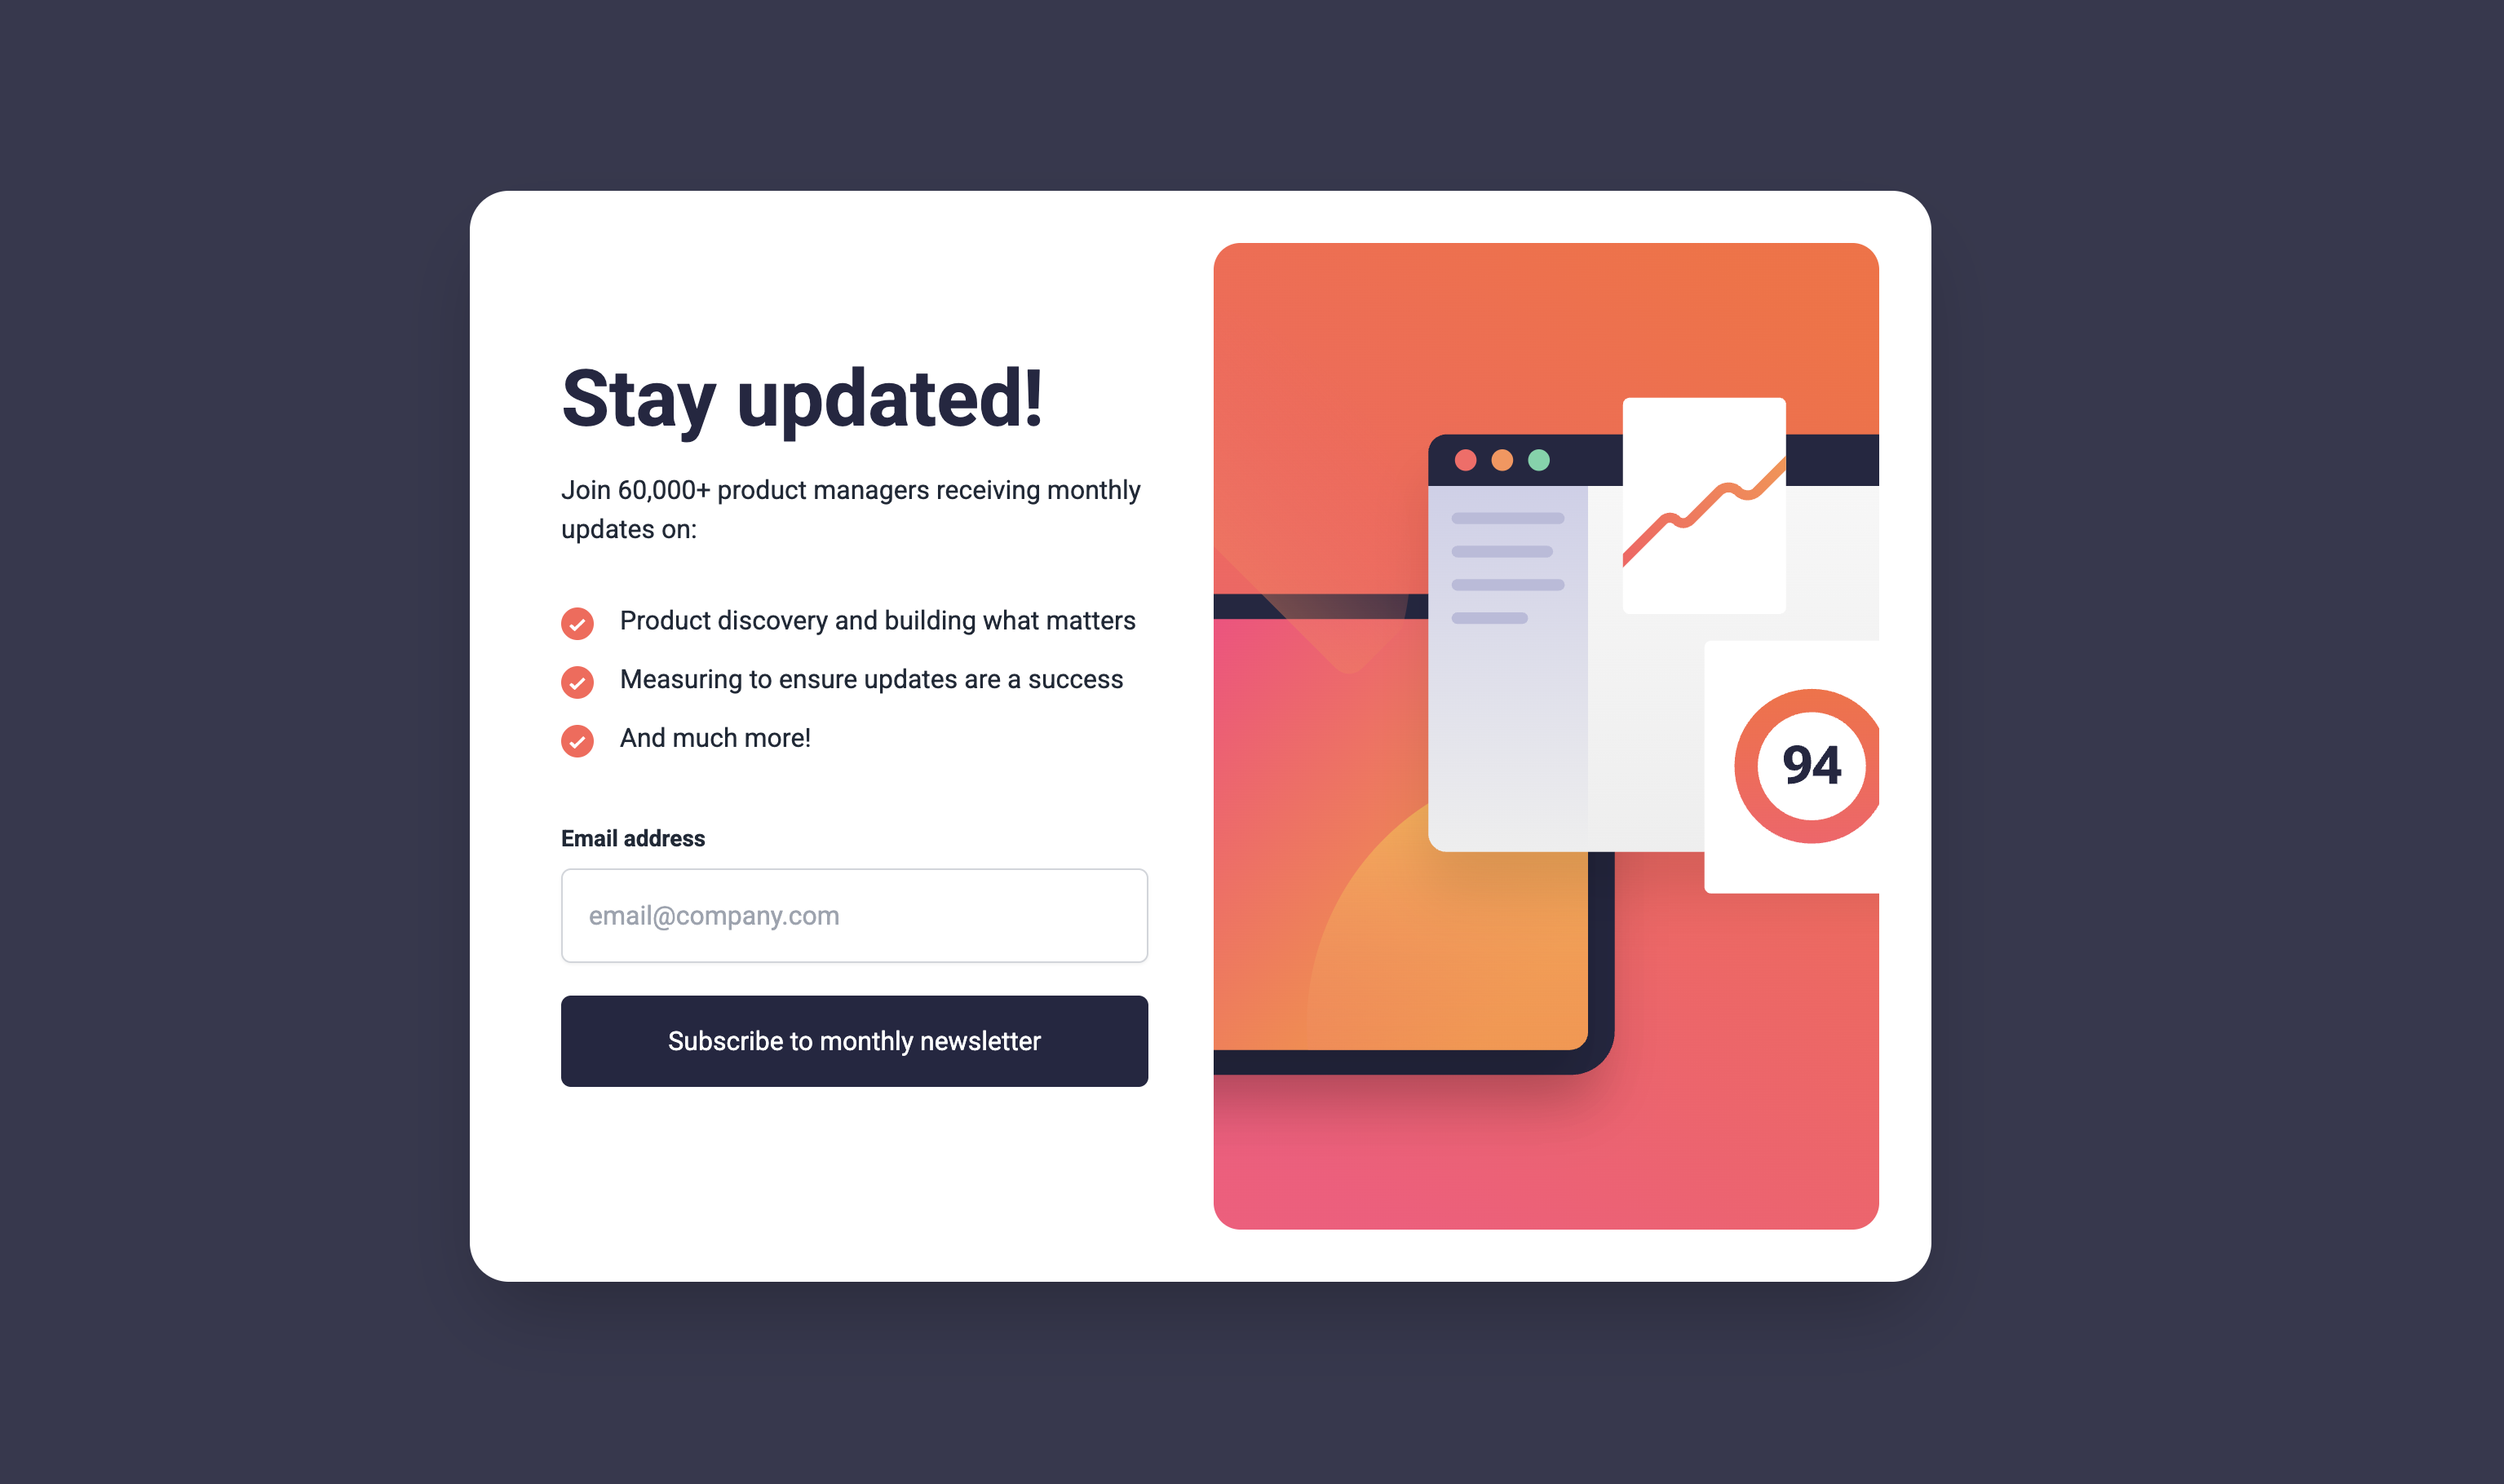 Stay updated!
Join 60,000+ product managers receiving monthly
updates on:
Product discovery and building what matters
Measuring to ensure updates are a success
And much more!
Email address
email@company.com
Subscribe to monthly newsletter
94